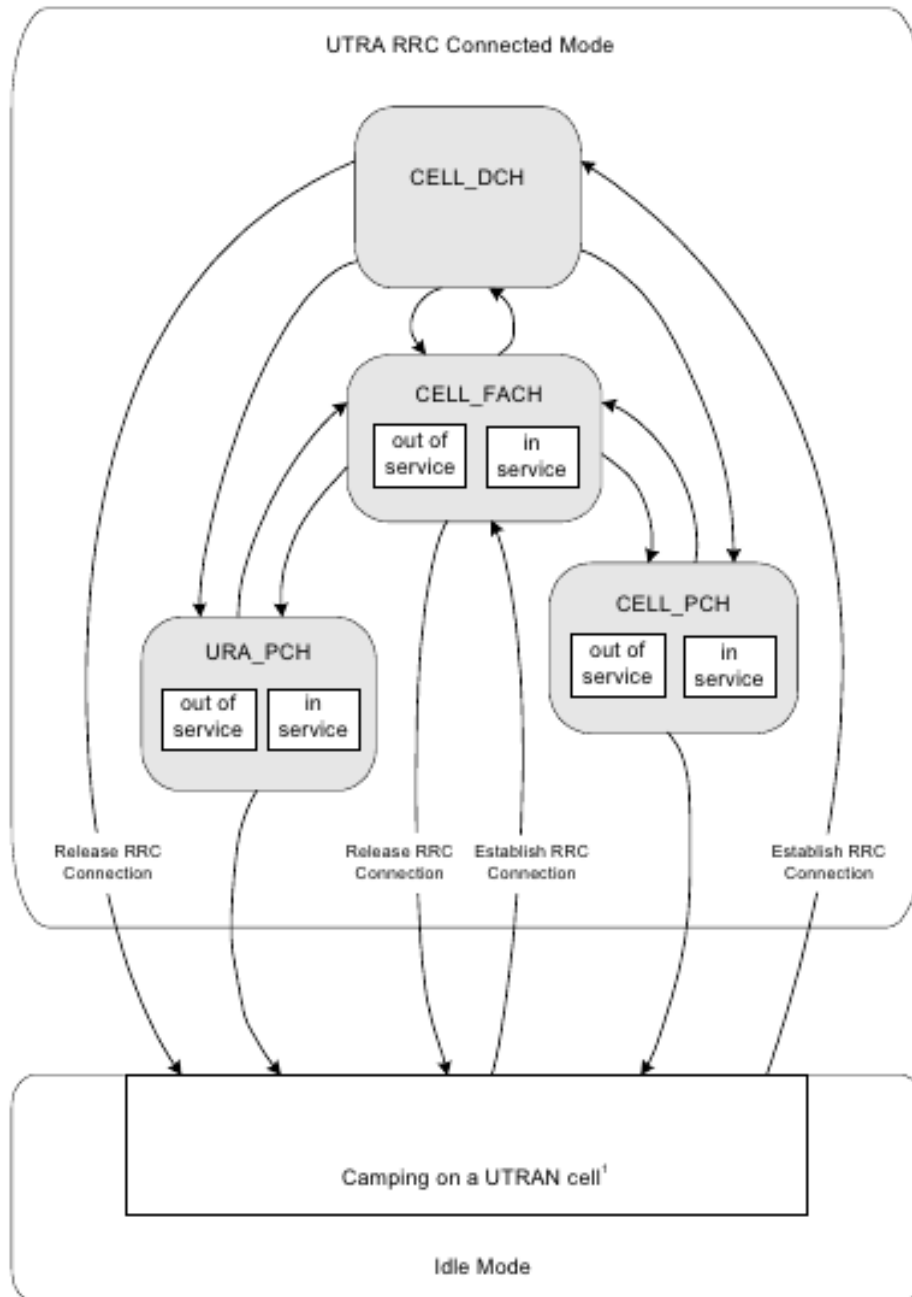 UTRA RRC Connected Mode
CELL_DCH
CELL_FACH
out of
service
in
service
CELL_PCH
out of
service
in
service
URA_PCH
out of
service
in
service
Release RRC
Connection
Release RRC
Connection
Establish RRC
Connection
Establish RRC
Connection
Camping on a UTRAN cell¹
Idle Mode